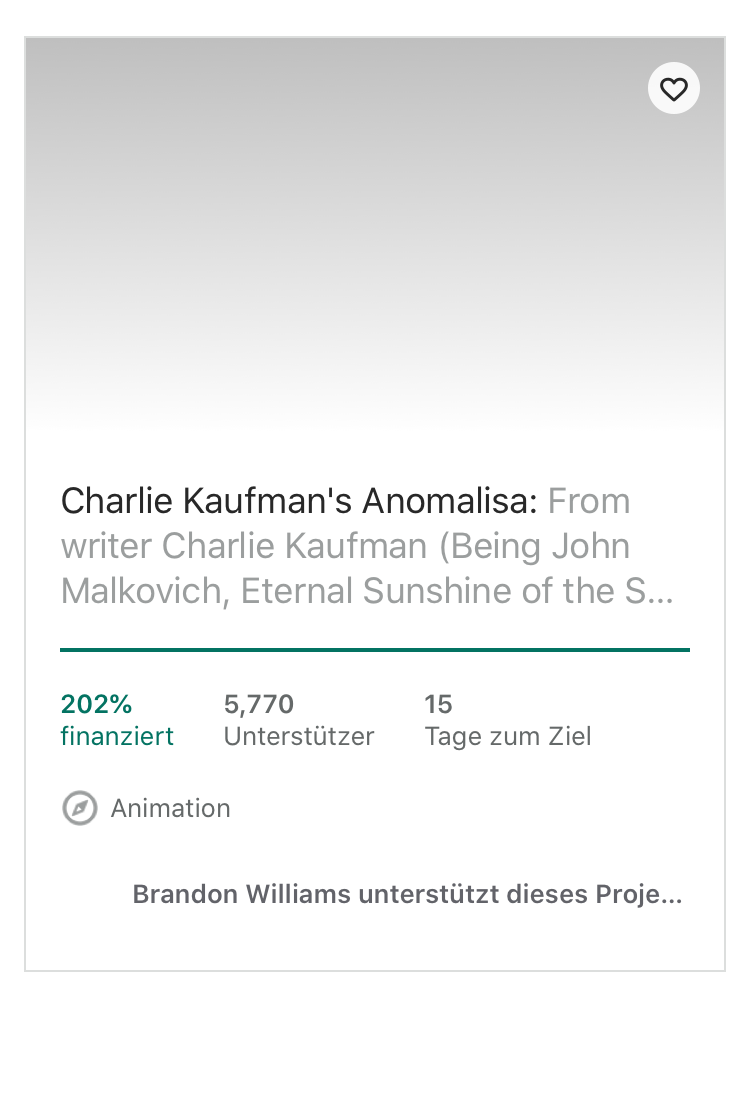 Charlie Kaufman's Anomalisa: From
writer Charlie Kaufman (Being John
Malkovich, Eternal Sunshine of the S...
202%
finanziert
5,770
Unterstützer
15
Tage zum Ziel
Animation
Brandon Williams unterstützt dieses Proje...